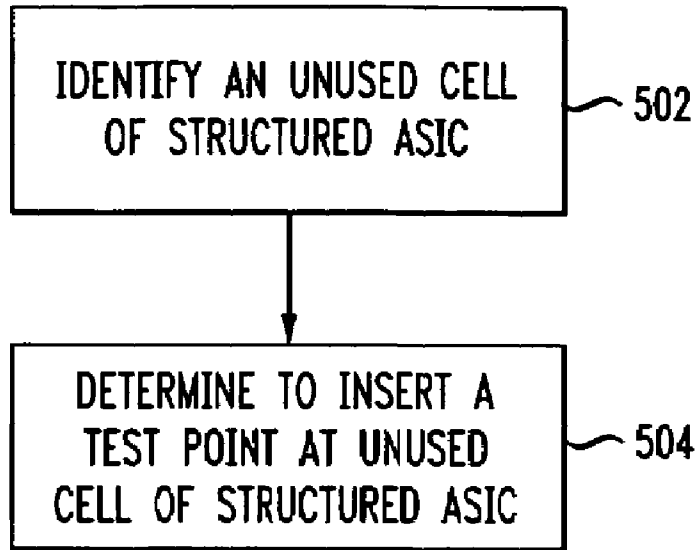 IDENTIFY AN UNUSED CELL
OF STRUCTURED ASIC
502
DETERMINE TO INSERT A
TEST POINT AT UNUSED
CELL OF STRUCTURED ASIC
504